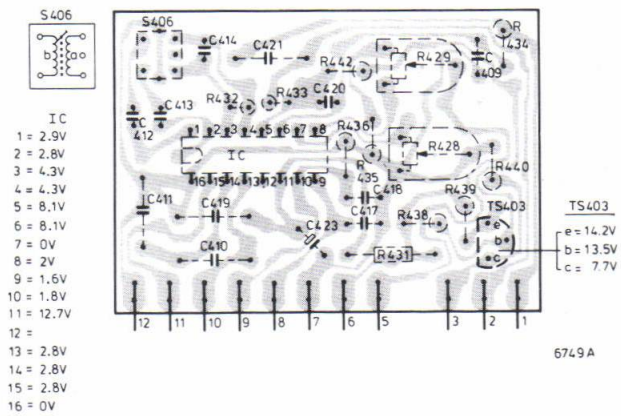 S406
b
a
IC
1 = 2.9V
2 = 2.8V
3 = 4.3V
4 = 4.3V
5 = 8.1V
6 = 8.1V
7 = 0V
8 = 2V
9 = 1.6V
10 = 1.8V
11 = 12.7V
12 =
13 = 2.8V
14 = 2.8V
15 = 2.8V
16 = 0V
S406
C414
C421
R442
R429
C
409
R
434
C
412
C413
R432
R433
C420
1 2 3 4 5 6 7 8
IC
16 15 14 13 12 11 10 9
R436
R
435
R428
R440
C411
C419
C418
C417
R439
R438
C423
C410
R431
TS403
e
b
c
12 11 10 9 8 7 6 5 3 2 1
TS403
e = 14.2V
b = 13.5V
c = 7.7V
6749A